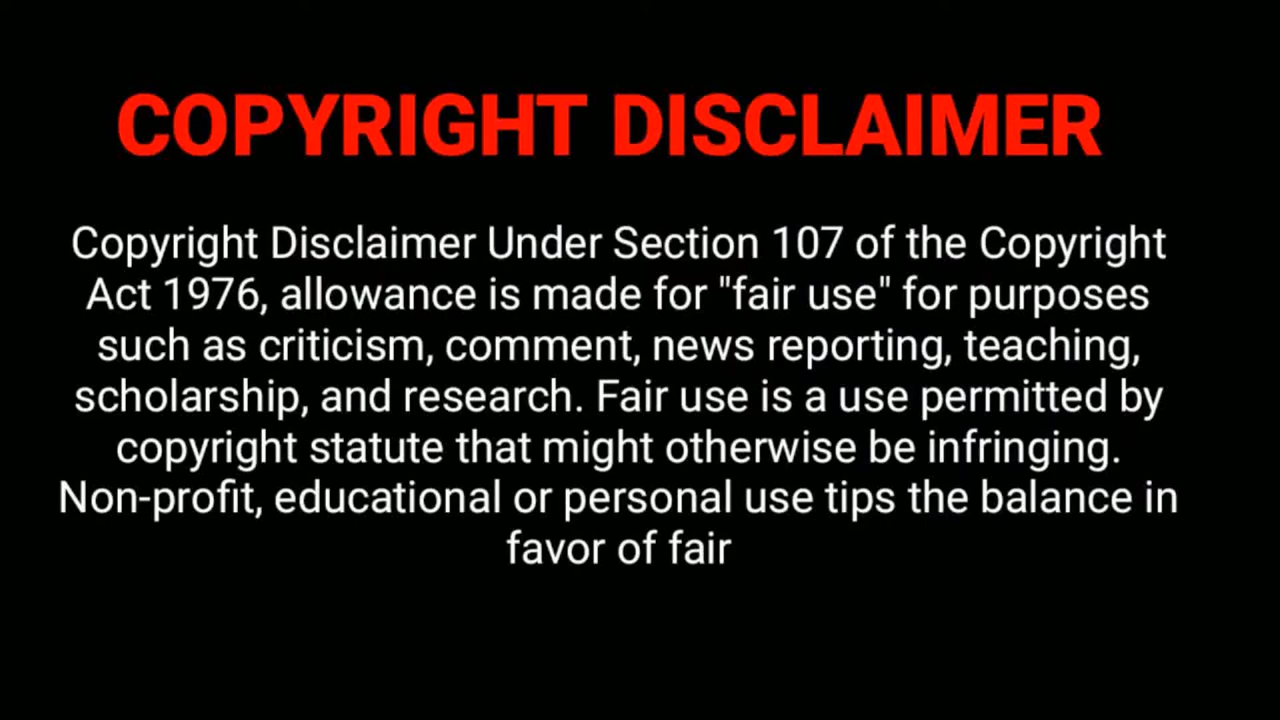 COPYRIGHT DISCLAIMER
Copyright Disclaimer Under Section 107 of the Copyright
Act 1976, allowance is made for "fair use" for purposes
such as criticism, comment, news reporting, teaching,
scholarship, and research. Fair use is a use permitted by
copyright statute that might otherwise be infringing.
Non-profit, educational or personal use tips the balance in
favor of fair